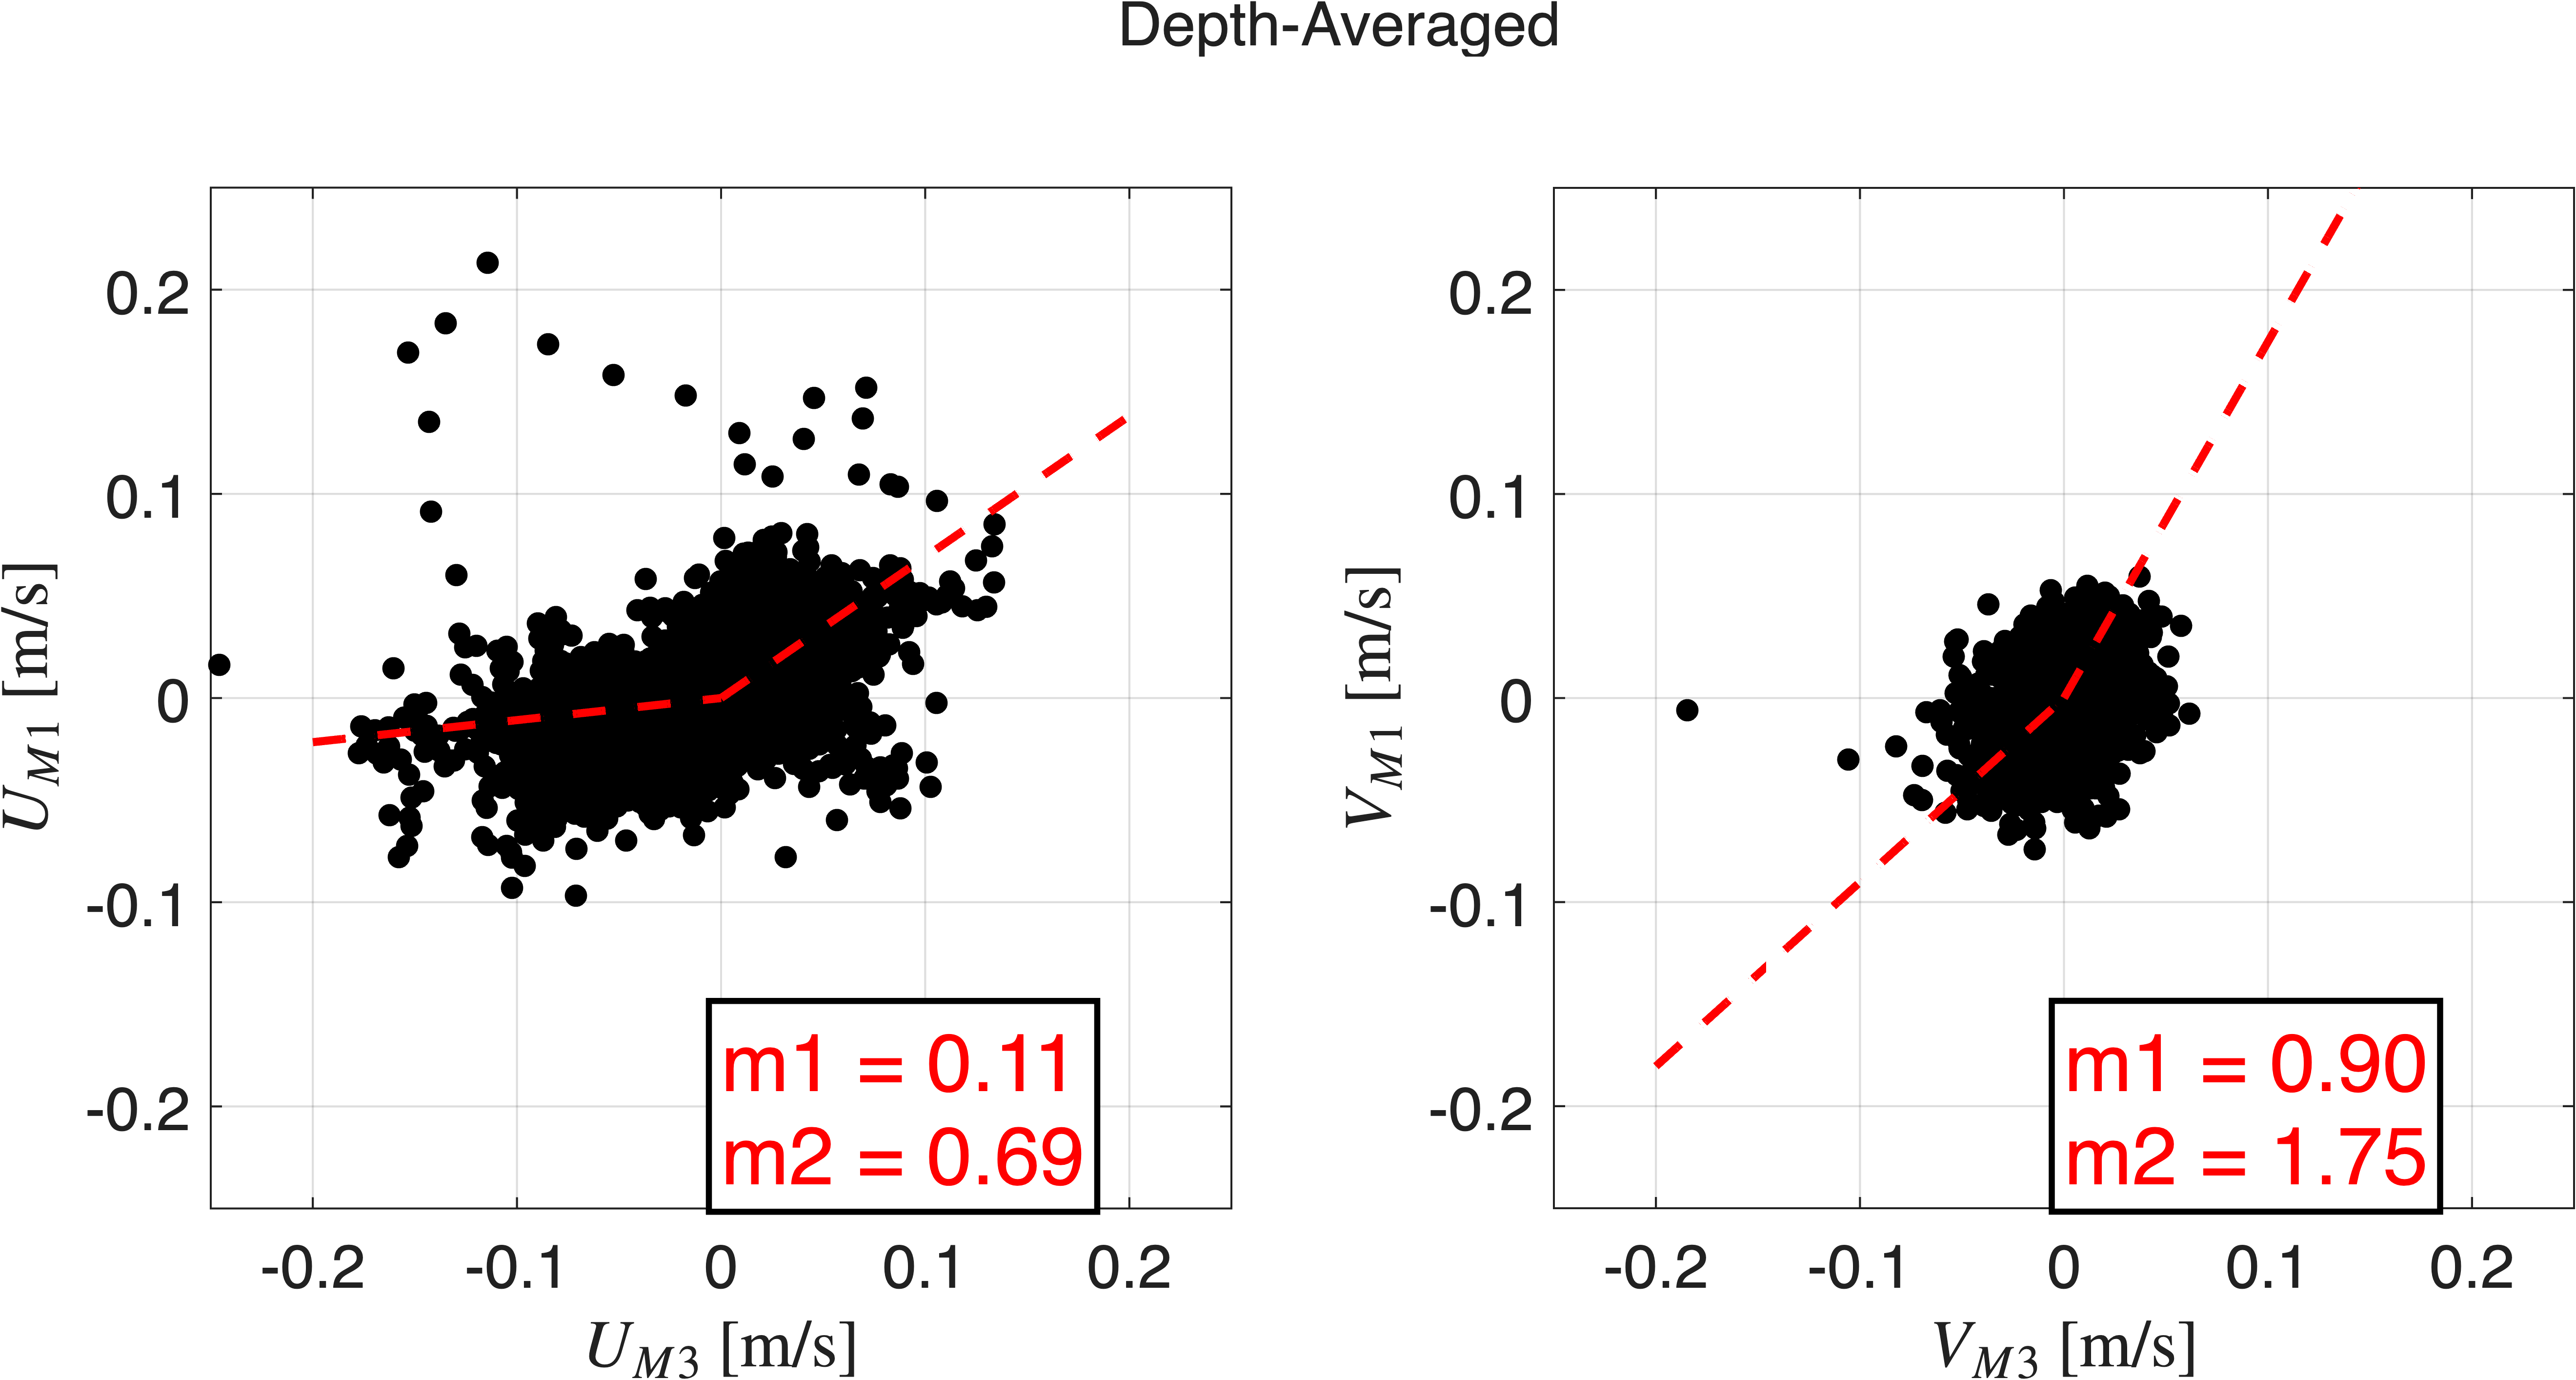 Depth-Averaged
U_M1 [m/s]
0.2
0.1
0
-0.1
-0.2
m1 = 0.11
m2 = 0.69
-0.2 -0.1 0 0.1 0.2
U_M3 [m/s]
V_M1 [m/s]
0.2
0.1
0
-0.1
-0.2
m1 = 0.90
m2 = 1.75
-0.2 -0.1 0 0.1 0.2
V_M3 [m/s]